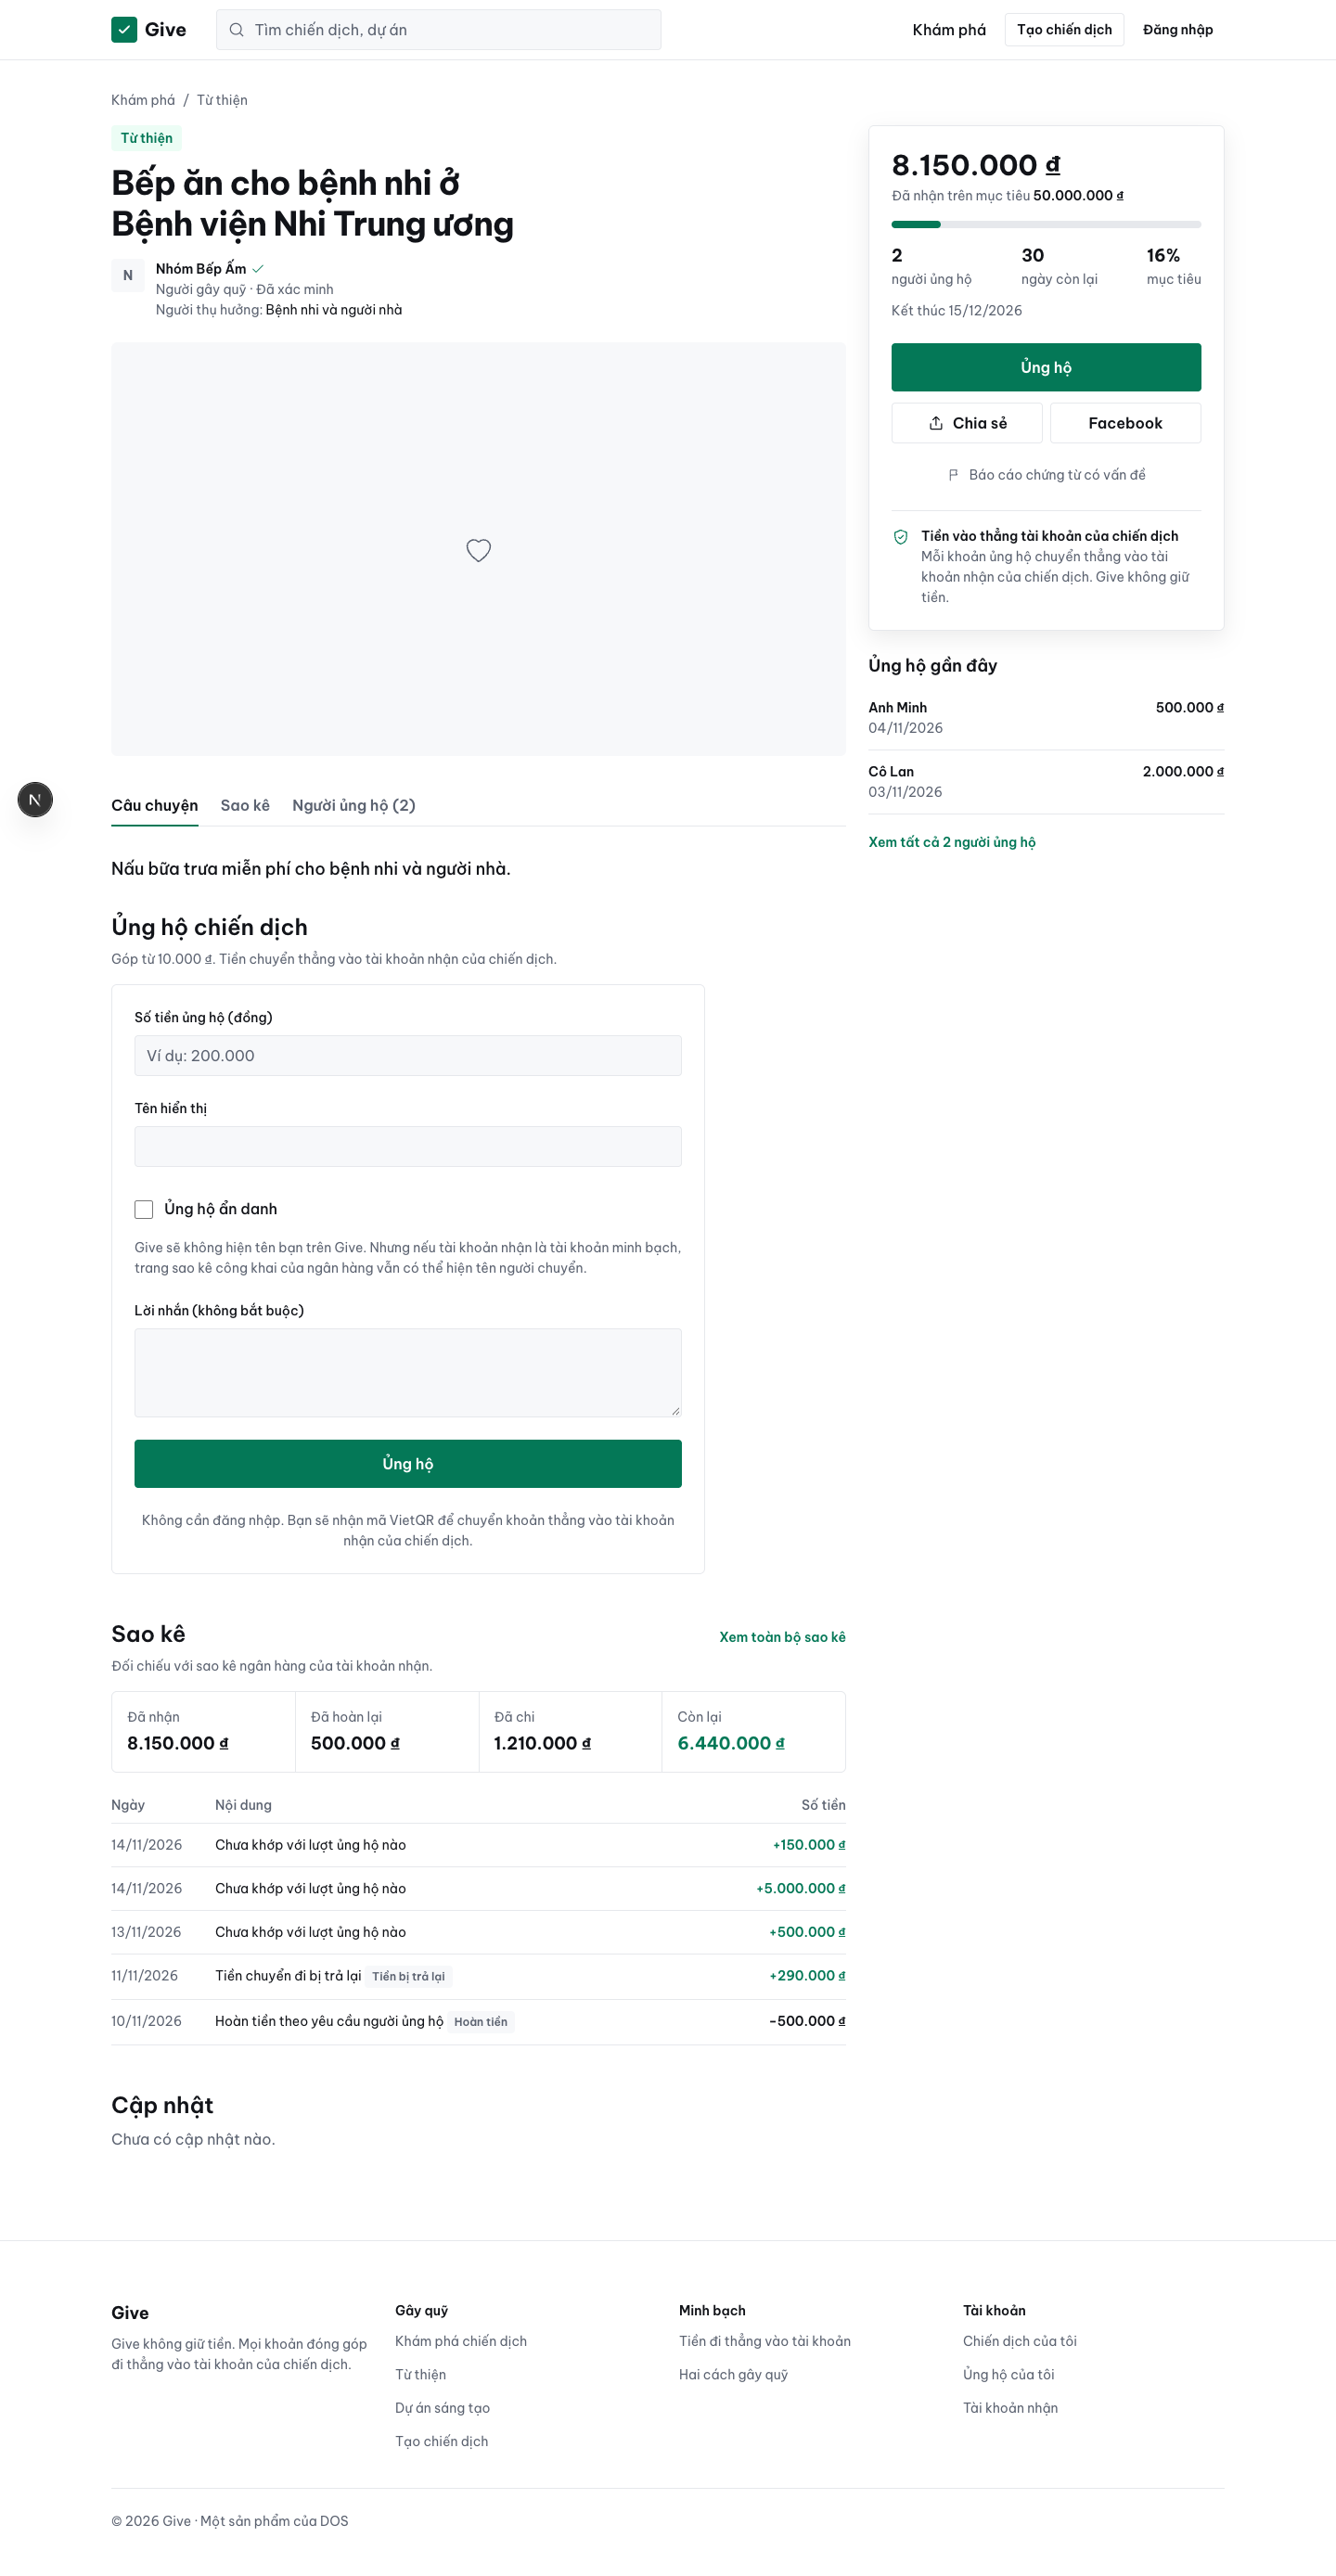 Give
Tìm chiến dịch, dự án
Khám phá
Tạo chiến dịch
Đăng nhập
Khám phá / Từ thiện
Từ thiện
Bếp ăn cho bệnh nhi ở
Bệnh viện Nhi Trung ương
N
Nhóm Bếp Ấm
Người gây quỹ · Đã xác minh
Người thụ hưởng: Bệnh nhi và người nhà
8.150.000 ₫
Đã nhận trên mục tiêu 50.000.000 ₫
2
người ủng hộ
30
ngày còn lại
16%
mục tiêu
Kết thúc 15/12/2026
Ủng hộ
Chia sẻ
Facebook
Báo cáo chứng từ có vấn đề
Tiền vào thẳng tài khoản của chiến dịch
Mỗi khoản ủng hộ chuyển thẳng vào tài
khoản nhận của chiến dịch. Give không giữ
tiền.
Ủng hộ gần đây
Anh Minh
500.000 ₫
04/11/2026
Cô Lan
2.000.000 ₫
03/11/2026
Xem tất cả 2 người ủng hộ
N
Câu chuyện
Sao kê
Người ủng hộ (2)
Nấu bữa trưa miễn phí cho bệnh nhi và người nhà.
Ủng hộ chiến dịch
Góp từ 10.000 ₫. Tiền chuyển thẳng vào tài khoản nhận của chiến dịch.
Số tiền ủng hộ (đồng)
Ví dụ: 200.000
Tên hiển thị
Ủng hộ ẩn danh
Give sẽ không hiện tên bạn trên Give. Nhưng nếu tài khoản nhận là tài khoản minh bạch,
trang sao kê công khai của ngân hàng vẫn có thể hiện tên người chuyển.
Lời nhắn (không bắt buộc)
Ủng hộ
Không cần đăng nhập. Bạn sẽ nhận mã VietQR để chuyển khoản thẳng vào tài khoản
nhận của chiến dịch.
Sao kê
Xem toàn bộ sao kê
Đối chiếu với sao kê ngân hàng của tài khoản nhận.
Đã nhận
8.150.000 ₫
Đã hoàn lại
500.000 ₫
Đã chi
1.210.000 ₫
Còn lại
6.440.000 ₫
Ngày Nội dung Số tiền
14/11/2026 Chưa khớp với lượt ủng hộ nào +150.000 ₫
14/11/2026 Chưa khớp với lượt ủng hộ nào +5.000.000 ₫
13/11/2026 Chưa khớp với lượt ủng hộ nào +500.000 ₫
11/11/2026 Tiền chuyển đi bị trả lại Tiền bị trả lại +290.000 ₫
10/11/2026 Hoàn tiền theo yêu cầu người ủng hộ Hoàn tiền -500.000 ₫
Cập nhật
Chưa có cập nhật nào.
Give
Give không giữ tiền. Mọi khoản đóng góp
đi thẳng vào tài khoản của chiến dịch.
Gây quỹ
Khám phá chiến dịch
Từ thiện
Dự án sáng tạo
Tạo chiến dịch
Minh bạch
Tiền đi thẳng vào tài khoản
Hai cách gây quỹ
Tài khoản
Chiến dịch của tôi
Ủng hộ của tôi
Tài khoản nhận
© 2026 Give · Một sản phẩm của DOS